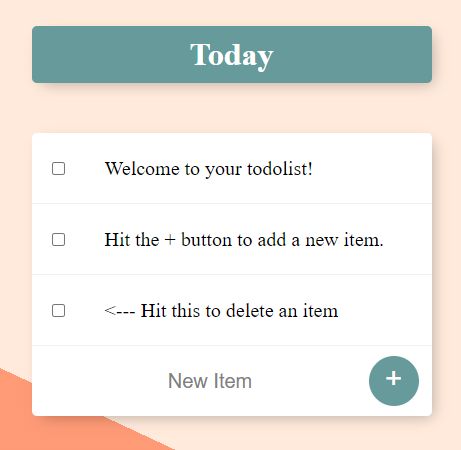 Today
Welcome to your todolist!
Hit the + button to add a new item.
<--- Hit this to delete an item
New Item
+